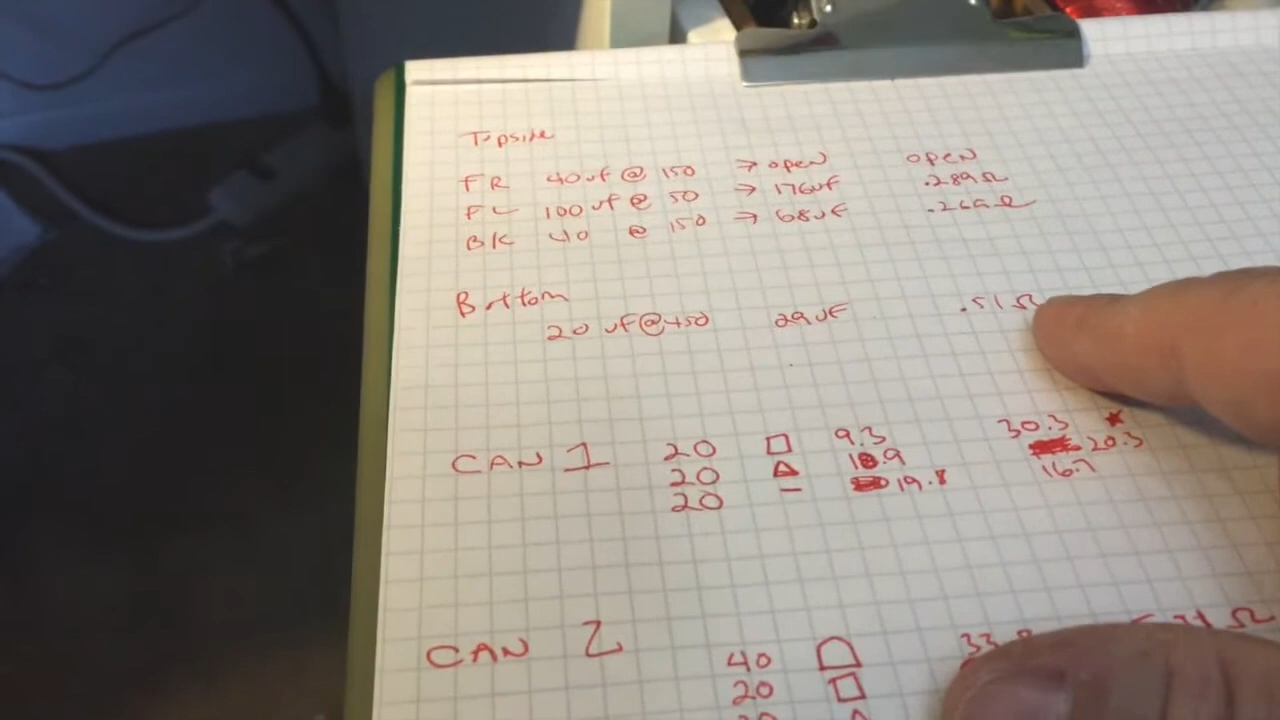 Topside
FR 40uf @ 150 → open open
FL 100uf @ 50 → 176uf .289Ω
BK 40 @ 150 → 68uF .269Ω
Bottom
20 uf@450 29uF .51Ω
CAN 1 20 □ 9.3 30.3 ★
20 △ 18.9 20.3
20 – 19.8 16.7
CAN 2
40
20 □